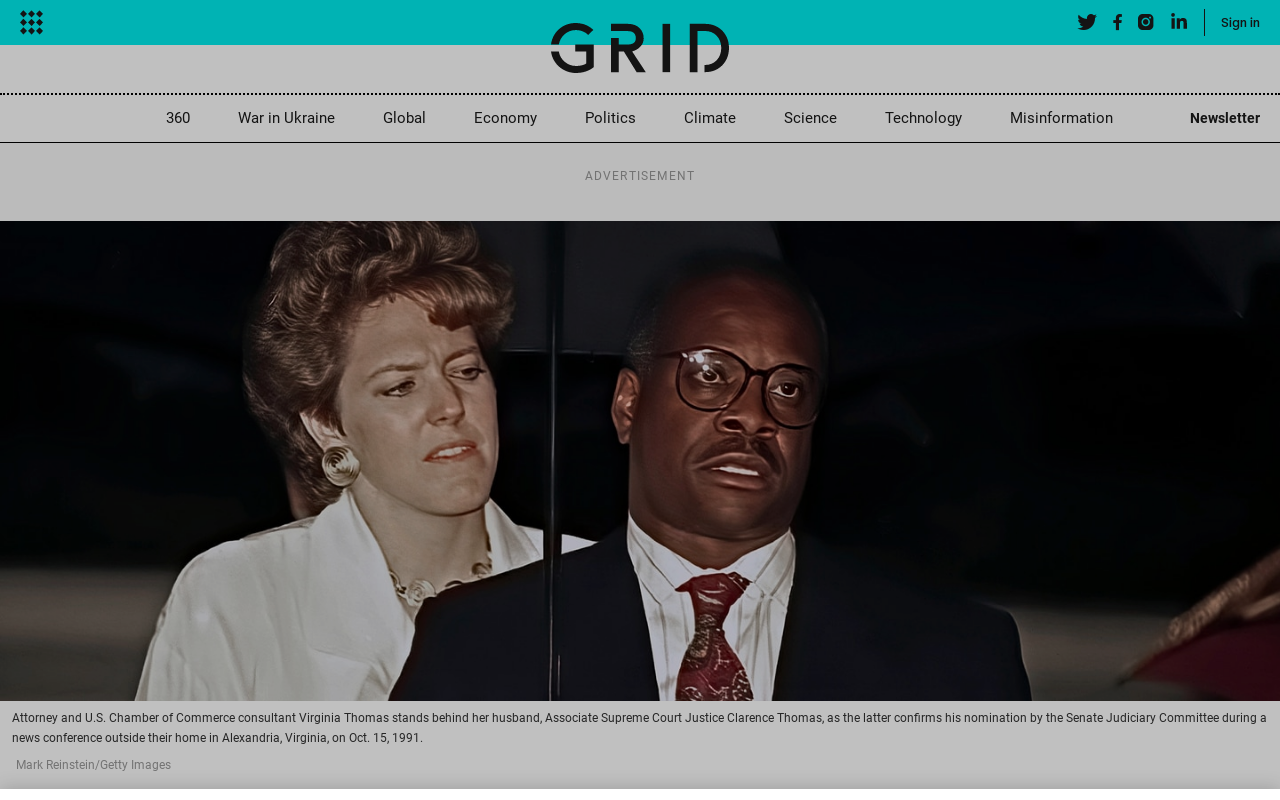 Sign in
GRID
360 War in Ukraine Global Economy Politics Climate Science Technology Misinformation Newsletter
ADVERTISEMENT
Attorney and U.S. Chamber of Commerce consultant Virginia Thomas stands behind her husband, Associate Supreme Court Justice Clarence Thomas, as the latter confirms his nomination by the Senate Judiciary Committee during a
news conference outside their home in Alexandria, Virginia, on Oct. 15, 1991.
Mark Reinstein/Getty Images